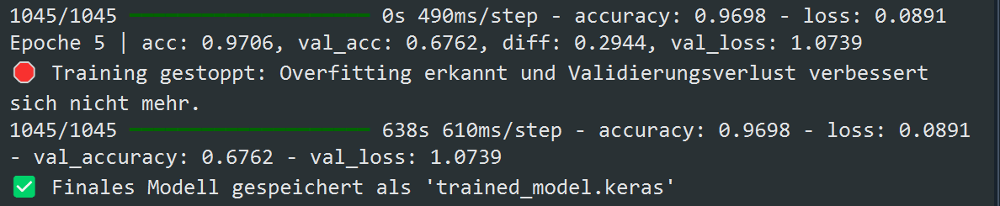 1045/1045 ━━━━━━━━━━━━━━━━━━━━ 0s 490ms/step - accuracy: 0.9698 - loss: 0.0891
Epoche 5 | acc: 0.9706, val_acc: 0.6762, diff: 0.2944, val_loss: 1.0739
🛑 Training gestoppt: Overfitting erkannt und Validierungsverlust verbessert
sich nicht mehr.
1045/1045 ━━━━━━━━━━━━━━━━━━━━ 638s 610ms/step - accuracy: 0.9698 - loss: 0.0891
- val_accuracy: 0.6762 - val_loss: 1.0739
✅ Finales Modell gespeichert als 'trained_model.keras'